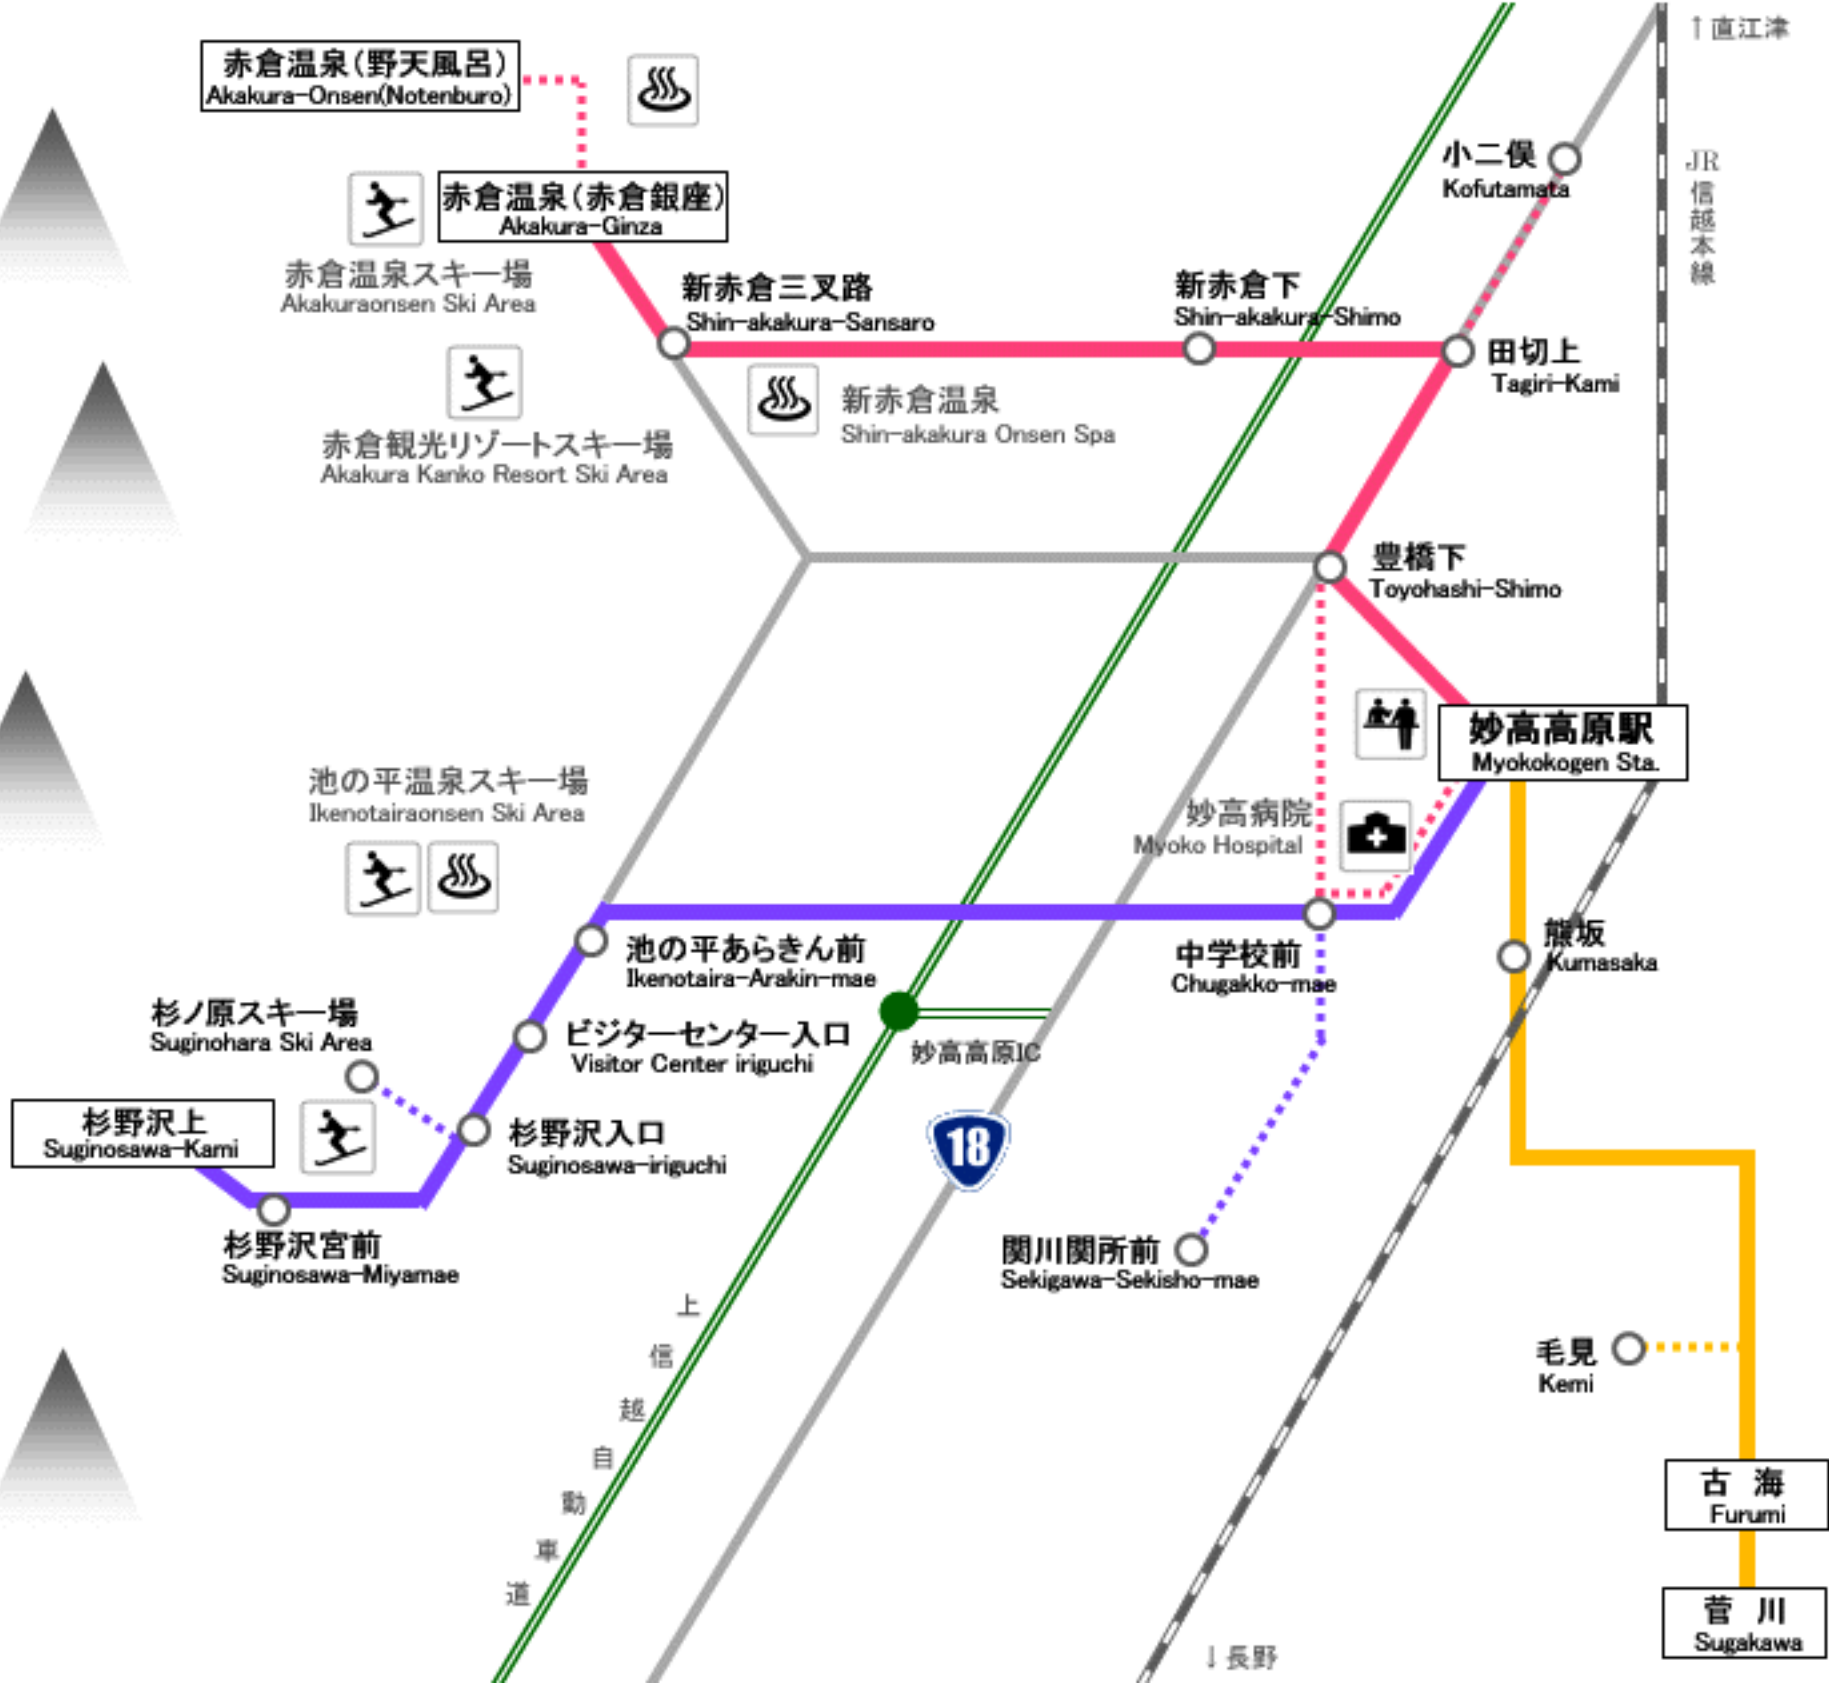 赤倉温泉(野天風呂)
Akakura-Onsen(Notenburo)
↑直江津
小二俣
Kofutamata
JR信越本線
赤倉温泉(赤倉銀座)
Akakura-Ginza
赤倉温泉スキー場
Akakuraonsen Ski Area
新赤倉三叉路
Shin-akakura-Sansaro
新赤倉下
Shin-akakura-Shimo
田切上
Tagiri-Kami
新赤倉温泉
Shin-akakura Onsen Spa
赤倉観光リゾートスキー場
Akakura Kanko Resort Ski Area
豊橋下
Toyohashi-Shimo
妙高高原駅
Myokokogen Sta.
池の平温泉スキー場
Ikenotairaonsen Ski Area
妙高病院
Myoko Hospital
池の平あらきん前
Ikenotaira-Arakin-mae
中学校前
Chugakko-mae
熊坂
Kumasaka
杉ノ原スキー場
Suginohara Ski Area
ビジターセンター入口
Visitor Center iriguchi
妙高高原IC
杉野沢上
Suginosawa-Kami
杉野沢入口
Suginosawa-iriguchi
18
杉野沢宮前
Suginosawa-Miyamae
関川関所前
Sekigawa-Sekisho-mae
上信越自動車道
毛見
Kemi
古海
Furumi
菅川
Sugakawa
↓長野